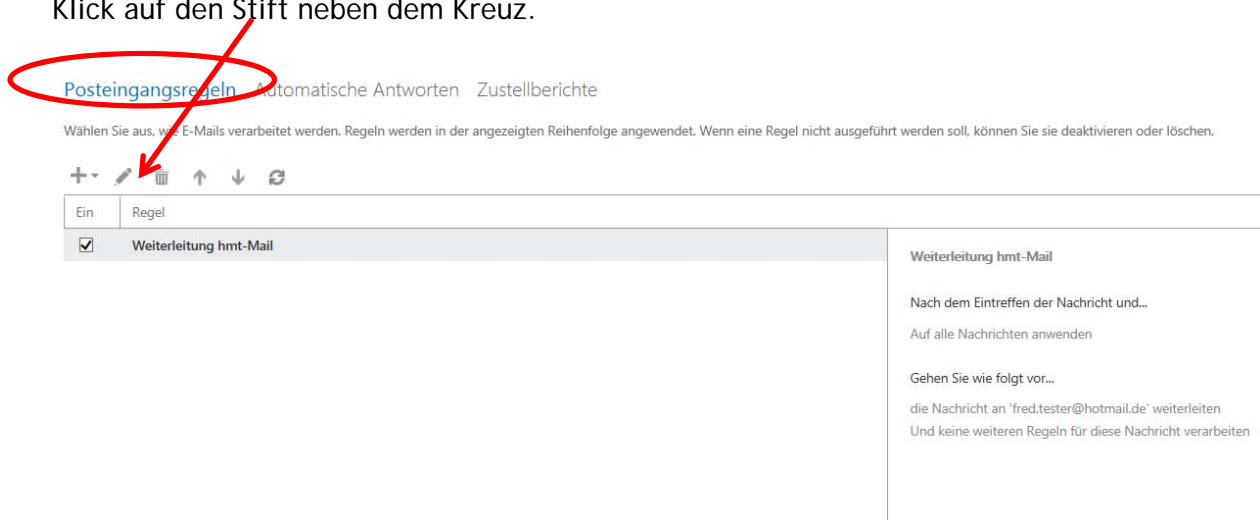 Klick auf den Stift neben dem Kreuz.
Posteingangsregeln Automatische Antworten Zustellberichte
Wählen Sie aus, wie E-Mails verarbeitet werden. Regeln werden in der angezeigten Reihenfolge angewendet. Wenn eine Regel nicht ausgeführt werden soll, können Sie sie deaktivieren oder löschen.
Ein Regel
Weiterleitung hmt-Mail
Weiterleitung hmt-Mail
Nach dem Eintreffen der Nachricht und...
Auf alle Nachrichten anwenden
Gehen Sie wie folgt vor...
die Nachricht an 'fred.tester@hotmail.de' weiterleiten
Und keine weiteren Regeln für diese Nachricht verarbeiten